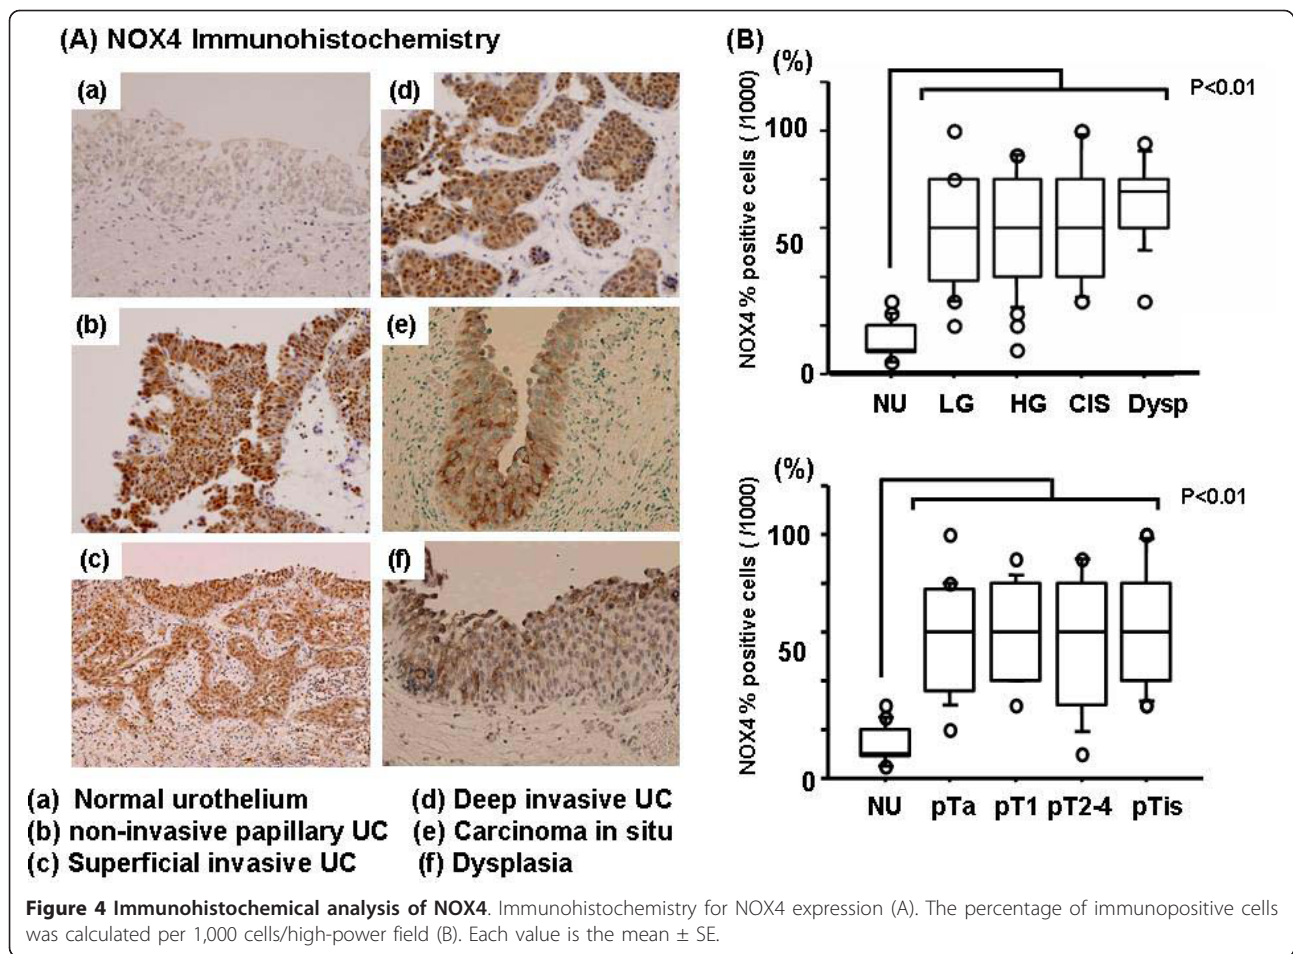 (A) NOX4 Immunohistochemistry
(a)
(d)
(b)
(e)
(c)
(f)
(a) Normal urothelium
(b) non-invasive papillary UC
(c) Superficial invasive UC
(d) Deep invasive UC
(e) Carcinoma in situ
(f) Dysplasia
(B)
(%)
NOX4 % positive cells ( /1000)
100
50
0
P<0.01
NU LG HG CIS Dysp
(%)
NOX4 % positive cells ( /1000)
100
50
0
P<0.01
NU pTa pT1 pT2-4 pTis
Figure 4 Immunohistochemical analysis of NOX4. Immunohistochemistry for NOX4 expression (A). The percentage of immunopositive cells
was calculated per 1,000 cells/high-power field (B). Each value is the mean ± SE.